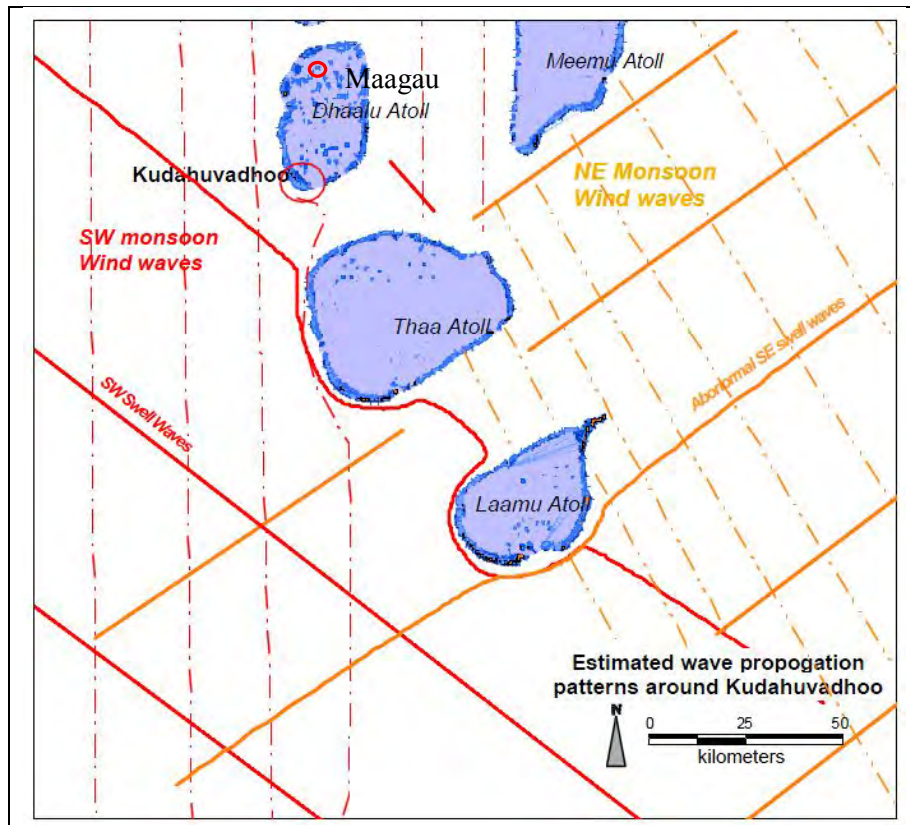 Maagau
Dhaalu Atoll
Meemu Atoll
Kudahuvadhoo
NE Monsoon
Wind waves
SW monsoon
Wind waves
Thaa Atoll
Abnformal SE swell waves
SW Swell Waves
Laamu Atoll
Estimated wave propogation
patterns around Kudahuvadhoo
N
0 25 50
kilometers